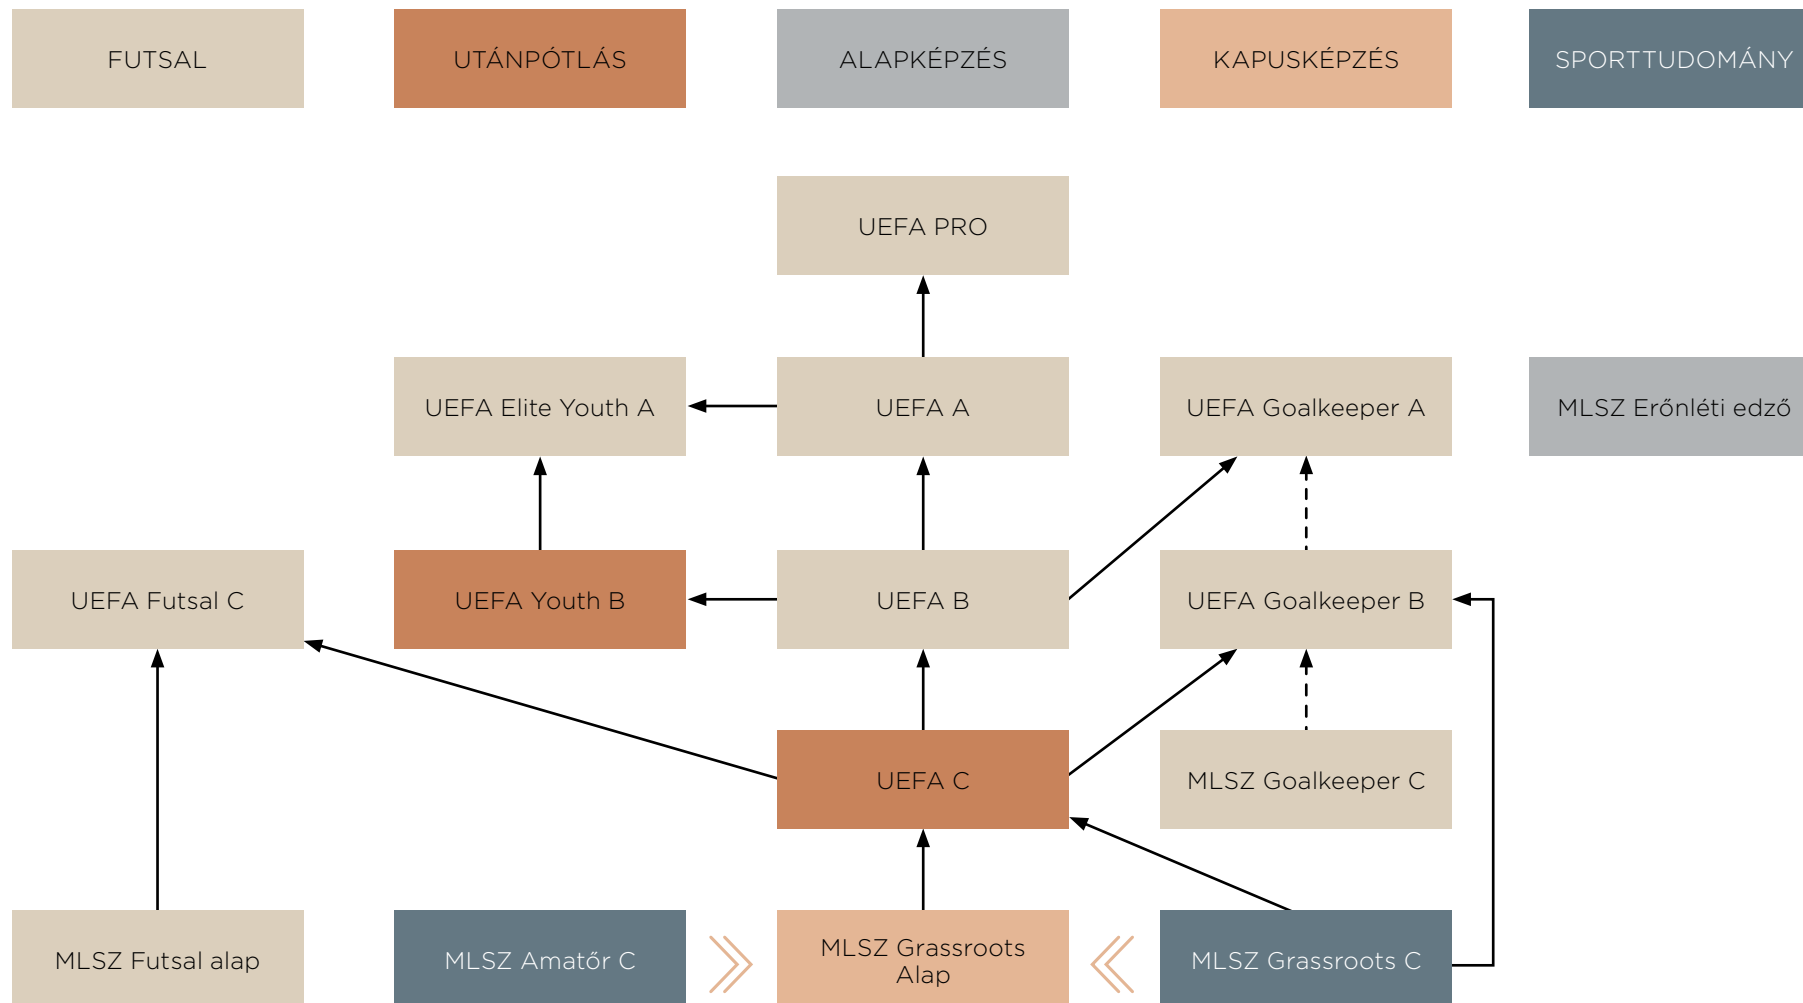 FUTSAL
UTÁNPÓTLÁS
ALAPKÉPZÉS
KAPUSKÉPZÉS
SPORTTUDOMÁNY
UEFA PRO
UEFA Elite Youth A
UEFA A
UEFA Goalkeeper A
MLSZ Erőnléti edző
UEFA Futsal C
UEFA Youth B
UEFA B
UEFA Goalkeeper B
UEFA C
MLSZ Goalkeeper C
MLSZ Futsal alap
MLSZ Amatőr C
MLSZ Grassroots
Alap
MLSZ Grassroots C